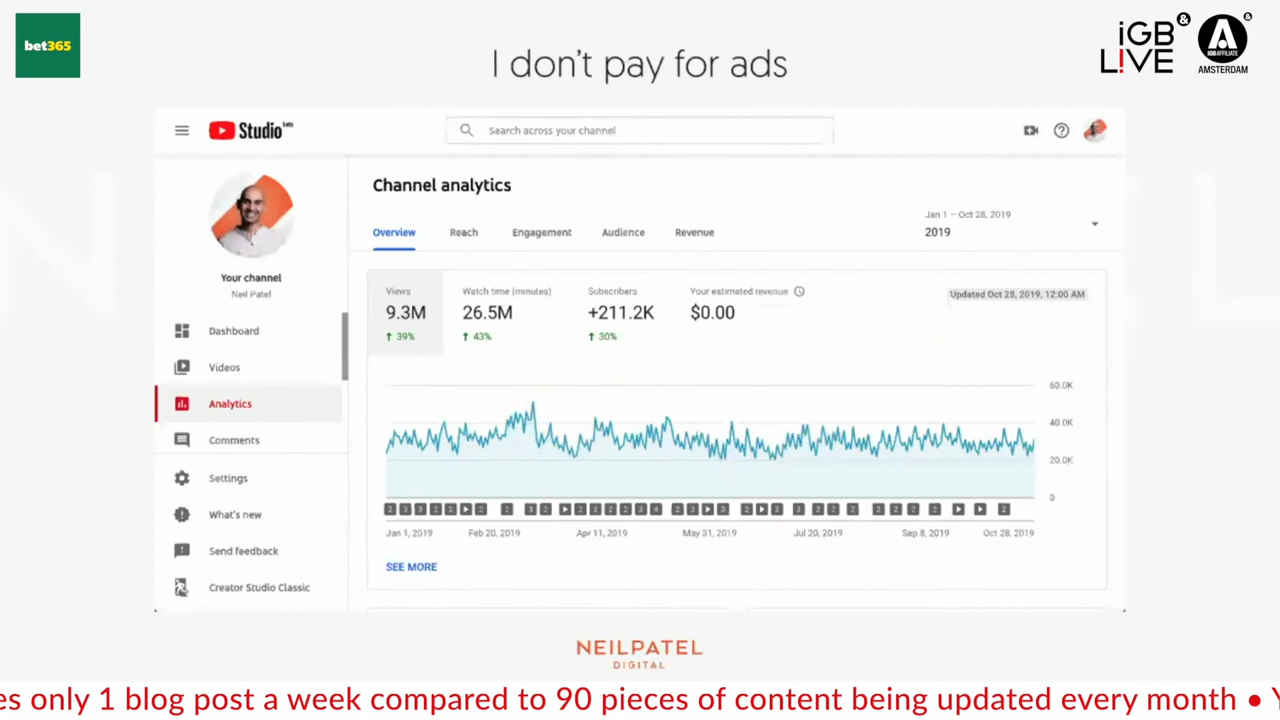 bet365
I don't pay for ads
iGB & LIVE
A &
IGB AFFILIATE
AMSTERDAM
Studio beta
Search across your channel
Your channel
Neil Patel
Dashboard
Videos
Analytics
Comments
Settings
What's new
Send feedback
Creator Studio Classic
Channel analytics
Jan 1 – Oct 28, 2019
2019
Overview Reach Engagement Audience Revenue
Views Watch time (minutes) Subscribers Your estimated revenue
9.3M 26.5M +211.2K $0.00
39% 43% 30%
Updated Oct 28, 2019, 12:00 AM
60.0K
40.0K
20.0K
0
Jan 1, 2019 Feb 20, 2019 Apr 11, 2019 May 31, 2019 Jul 20, 2019 Sep 8, 2019 Oct 28, 2019
SEE MORE
NEILPATEL
DIGITAL
es only 1 blog post a week compared to 90 pieces of content being updated every month • Y